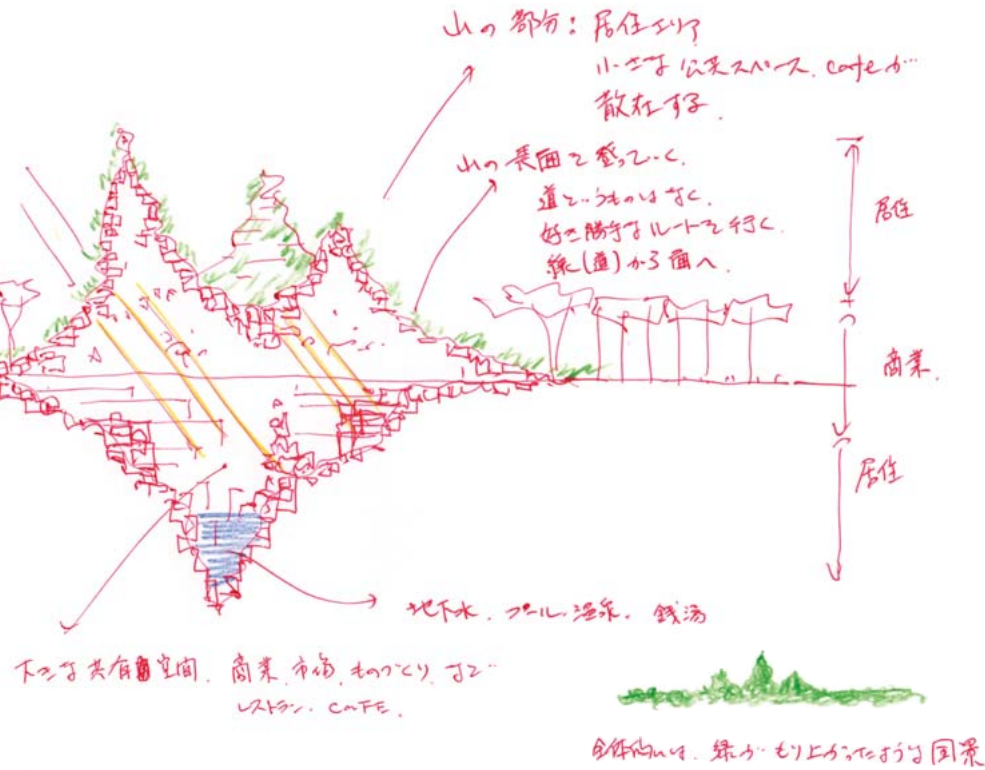 山の部分：居住エリア
小さな公共スペース、cafeが
散在する。
山の表面を登っていく。
道というものはなく、
好き勝手なルートで行く。
線(道)から面へ。
居住
商業
居住
地下水、プール、温泉、銭湯
大きな共有空間、商業、市場、ものづくり など
レストラン、CAFE、
全体的には、緑がもり上がったような風景